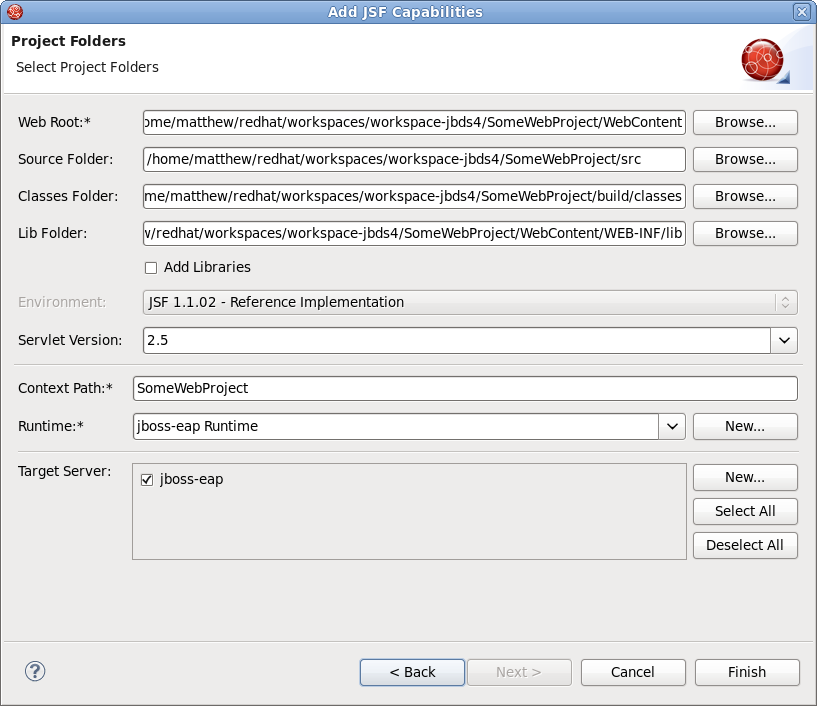 Add JSF Capabilities
Project Folders
Select Project Folders
Web Root:* ome/matthew/redhat/workspaces/workspace-jbds4/SomeWebProject/WebContent Browse...
Source Folder: /home/matthew/redhat/workspaces/workspace-jbds4/SomeWebProject/src Browse...
Classes Folder: me/matthew/redhat/workspaces/workspace-jbds4/SomeWebProject/build/classes Browse...
Lib Folder: w/redhat/workspaces/workspace-jbds4/SomeWebProject/WebContent/WEB-INF/lib Browse...
Add Libraries
Environment: JSF 1.1.02 - Reference Implementation
Servlet Version: 2.5
Context Path:* SomeWebProject
Runtime:* jboss-eap Runtime New...
Target Server: jboss-eap New...
Select All
Deselect All
? < Back Next > Cancel Finish